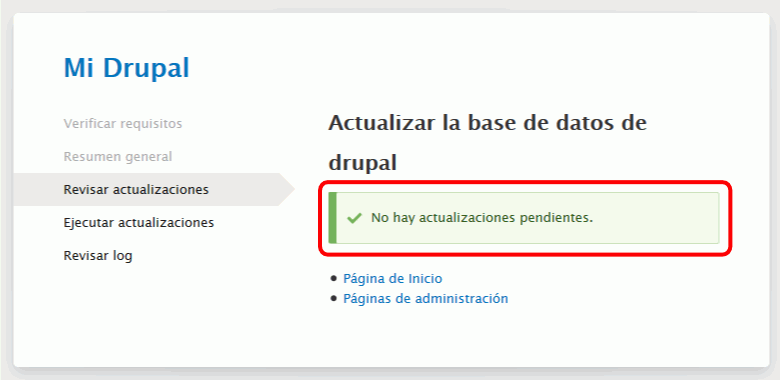 Mi Drupal
Verificar requisitos
Resumen general
Revisar actualizaciones
Ejecutar actualizaciones
Revisar log
Actualizar la base de datos de
drupal
No hay actualizaciones pendientes.
Página de Inicio
Páginas de administración